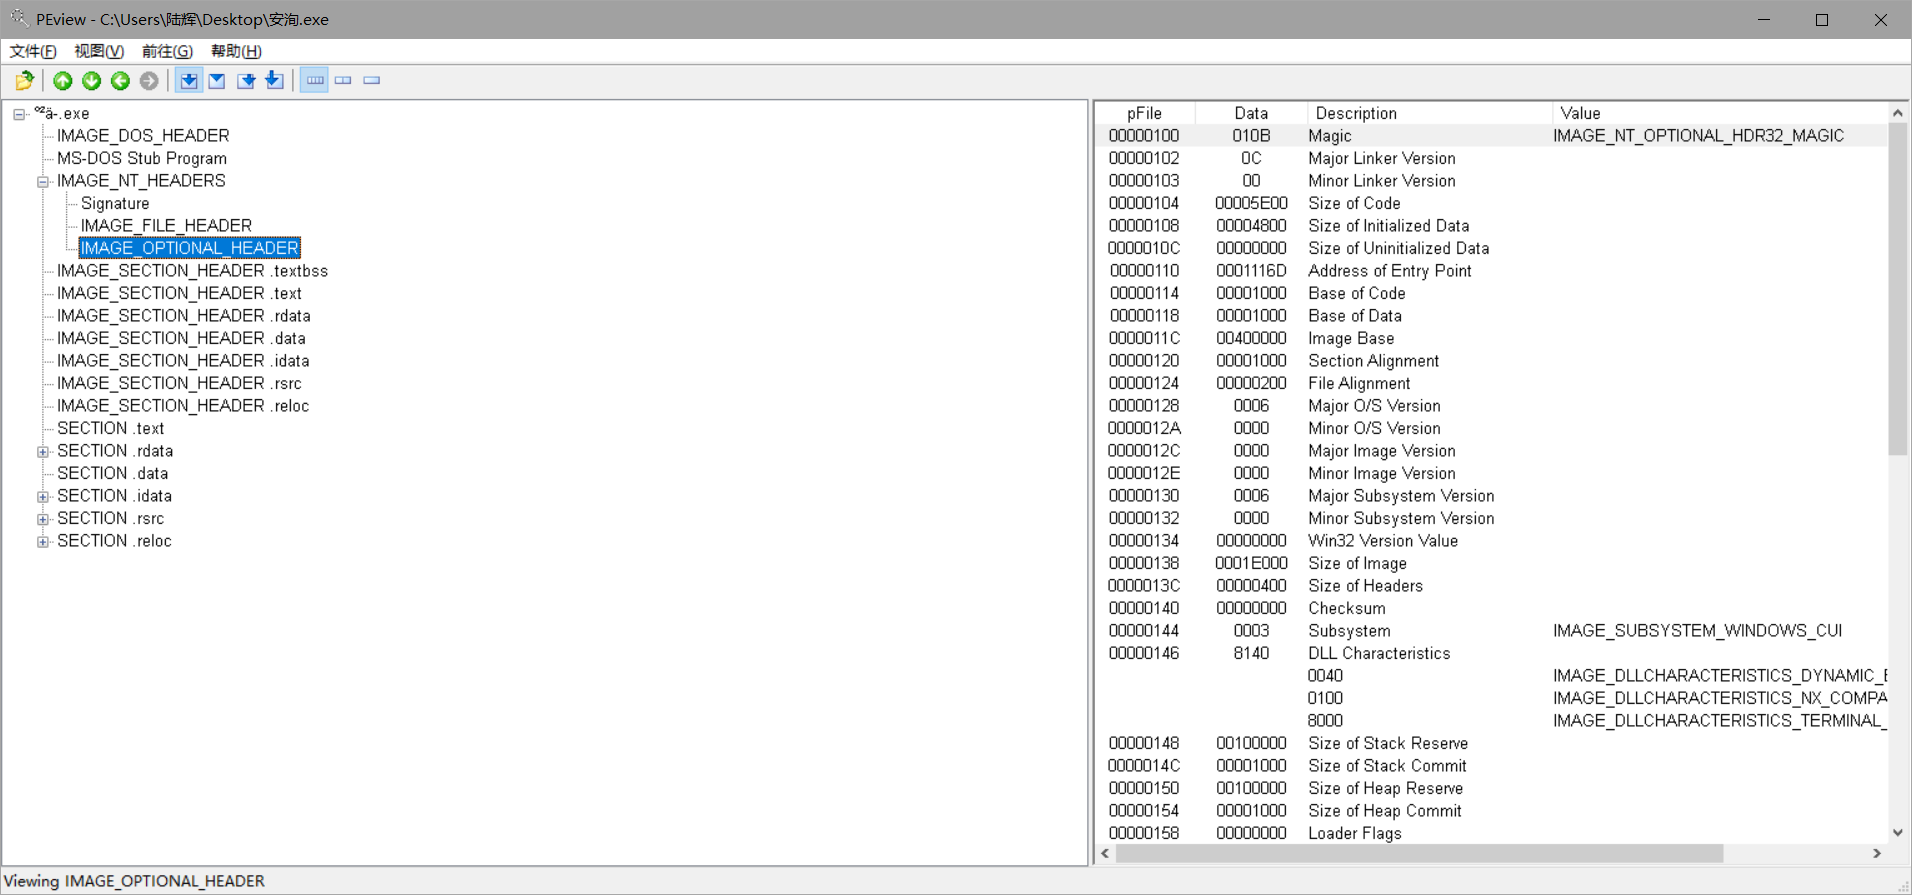 PEview - C:\Users\陆辉\Desktop\安洵.exe
文件(F) 视图(V) 前往(G) 帮助(H)
ºªä-.exe
IMAGE_DOS_HEADER
MS-DOS Stub Program
IMAGE_NT_HEADERS
Signature
IMAGE_FILE_HEADER
IMAGE_OPTIONAL_HEADER
IMAGE_SECTION_HEADER .textbss
IMAGE_SECTION_HEADER .text
IMAGE_SECTION_HEADER .rdata
IMAGE_SECTION_HEADER .data
IMAGE_SECTION_HEADER .idata
IMAGE_SECTION_HEADER .rsrc
IMAGE_SECTION_HEADER .reloc
SECTION .text
SECTION .rdata
SECTION .data
SECTION .idata
SECTION .rsrc
SECTION .reloc
pFile Data Description Value
00000100 010B Magic IMAGE_NT_OPTIONAL_HDR32_MAGIC
00000102 0C Major Linker Version
00000103 00 Minor Linker Version
00000104 00005E00 Size of Code
00000108 00004800 Size of Initialized Data
0000010C 00000000 Size of Uninitialized Data
00000110 0001116D Address of Entry Point
00000114 00001000 Base of Code
00000118 00001000 Base of Data
0000011C 00400000 Image Base
00000120 00001000 Section Alignment
00000124 00000200 File Alignment
00000128 0006 Major O/S Version
0000012A 0000 Minor O/S Version
0000012C 0000 Major Image Version
0000012E 0000 Minor Image Version
00000130 0006 Major Subsystem Version
00000132 0000 Minor Subsystem Version
00000134 00000000 Win32 Version Value
00000138 0001E000 Size of Image
0000013C 00000400 Size of Headers
00000140 00000000 Checksum
00000144 0003 Subsystem IMAGE_SUBSYSTEM_WINDOWS_CUI
00000146 8140 DLL Characteristics
0040 IMAGE_DLLCHARACTERISTICS_DYNAMIC_
0100 IMAGE_DLLCHARACTERISTICS_NX_COMPA
8000 IMAGE_DLLCHARACTERISTICS_TERMINAL_
00000148 00100000 Size of Stack Reserve
0000014C 00001000 Size of Stack Commit
00000150 00100000 Size of Heap Reserve
00000154 00001000 Size of Heap Commit
00000158 00000000 Loader Flags
Viewing IMAGE_OPTIONAL_HEADER